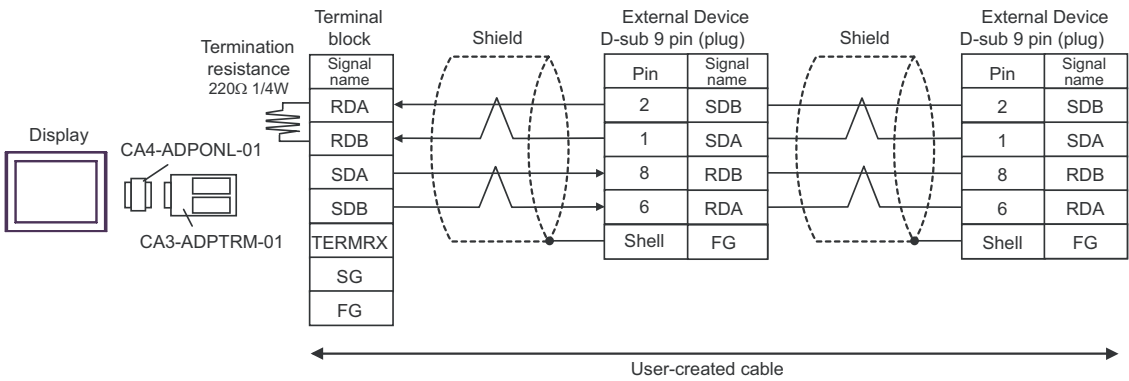 Terminal
block
External Device
D-sub 9 pin (plug)
External Device
D-sub 9 pin (plug)
Termination
resistance
220Ω 1/4W
Shield
Shield
Signal
name
Pin
Signal
name
Pin
Signal
name
RDA
2
SDB
2
SDB
RDB
1
SDA
1
SDA
SDA
8
RDB
8
RDB
SDB
6
RDA
6
RDA
TERMRX
Shell
FG
Shell
FG
SG
FG
Display
CA4-ADPONL-01
CA3-ADPTRM-01
User-created cable